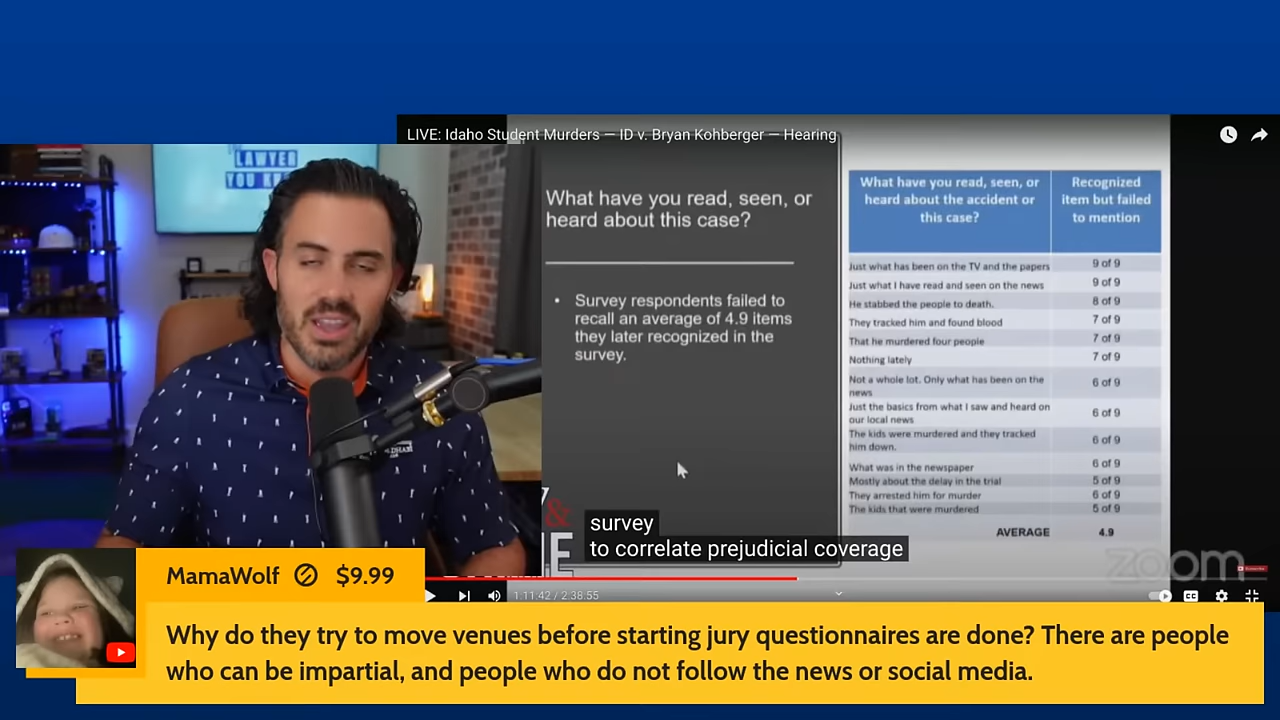 LIVE: Idaho Student Murders — ID v. Bryan Kohberger — Hearing
LAWYER
YOU KNOW
What have you read, seen, or
heard about this case?
• Survey respondents failed to
recall an average of 4.9 items
they later recognized in the
survey.
What have you read, seen, or
heard about the accident or
this case?
Recognized
item but failed
to mention
Just what has been on the TV and the papers 9 of 9
Just what I have read and seen on the news 9 of 9
He stabbed the people to death. 8 of 9
They tracked him and found blood 7 of 9
That he murdered four people 7 of 9
Nothing lately 7 of 9
Not a whole lot. Only what has been on the
news 6 of 9
Just the basics from what I saw and heard on
our local news 6 of 9
The kids were murdered and they tracked
him down. 6 of 9
What was in the newspaper 6 of 9
Mostly about the delay in the trial 5 of 9
They arrested him for murder 6 of 9
The kids that were murdered 5 of 9
AVERAGE 4.9
survey
to correlate prejudicial coverage
zoom
1:11:42 / 2:38:55
CC
MamaWolf $9.99
Why do they try to move venues before starting jury questionnaires are done? There are people
who can be impartial, and people who do not follow the news or social media.